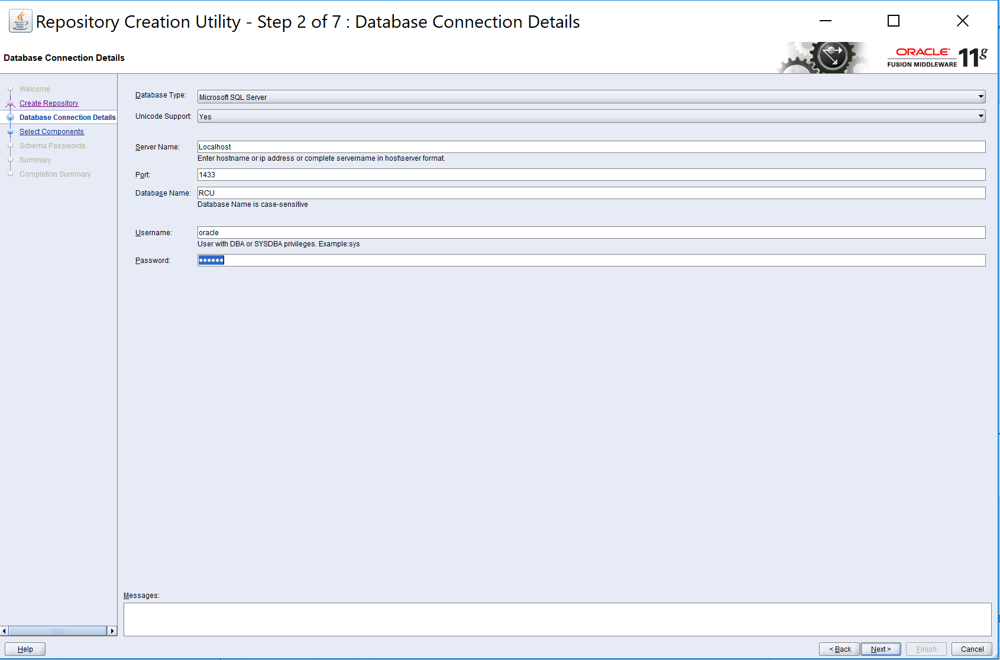 Repository Creation Utility - Step 2 of 7 : Database Connection Details
Database Connection Details
ORACLE
FUSION MIDDLEWARE 11g
Welcome
Create Repository
Database Connection Details
Select Components
Schema Passwords
Summary
Completion Summary
Database Type: Microsoft SQL Server
Unicode Support: Yes
Server Name: Localhost
Enter hostname or ip address or complete servername in host\server format.
Port: 1433
Database Name: RCU
Database Name is case-sensitive
Username: oracle
User with DBA or SYSDBA privileges. Example:sys
Password: ••••••
Messages:
Help
< Back
Next >
Finish
Cancel